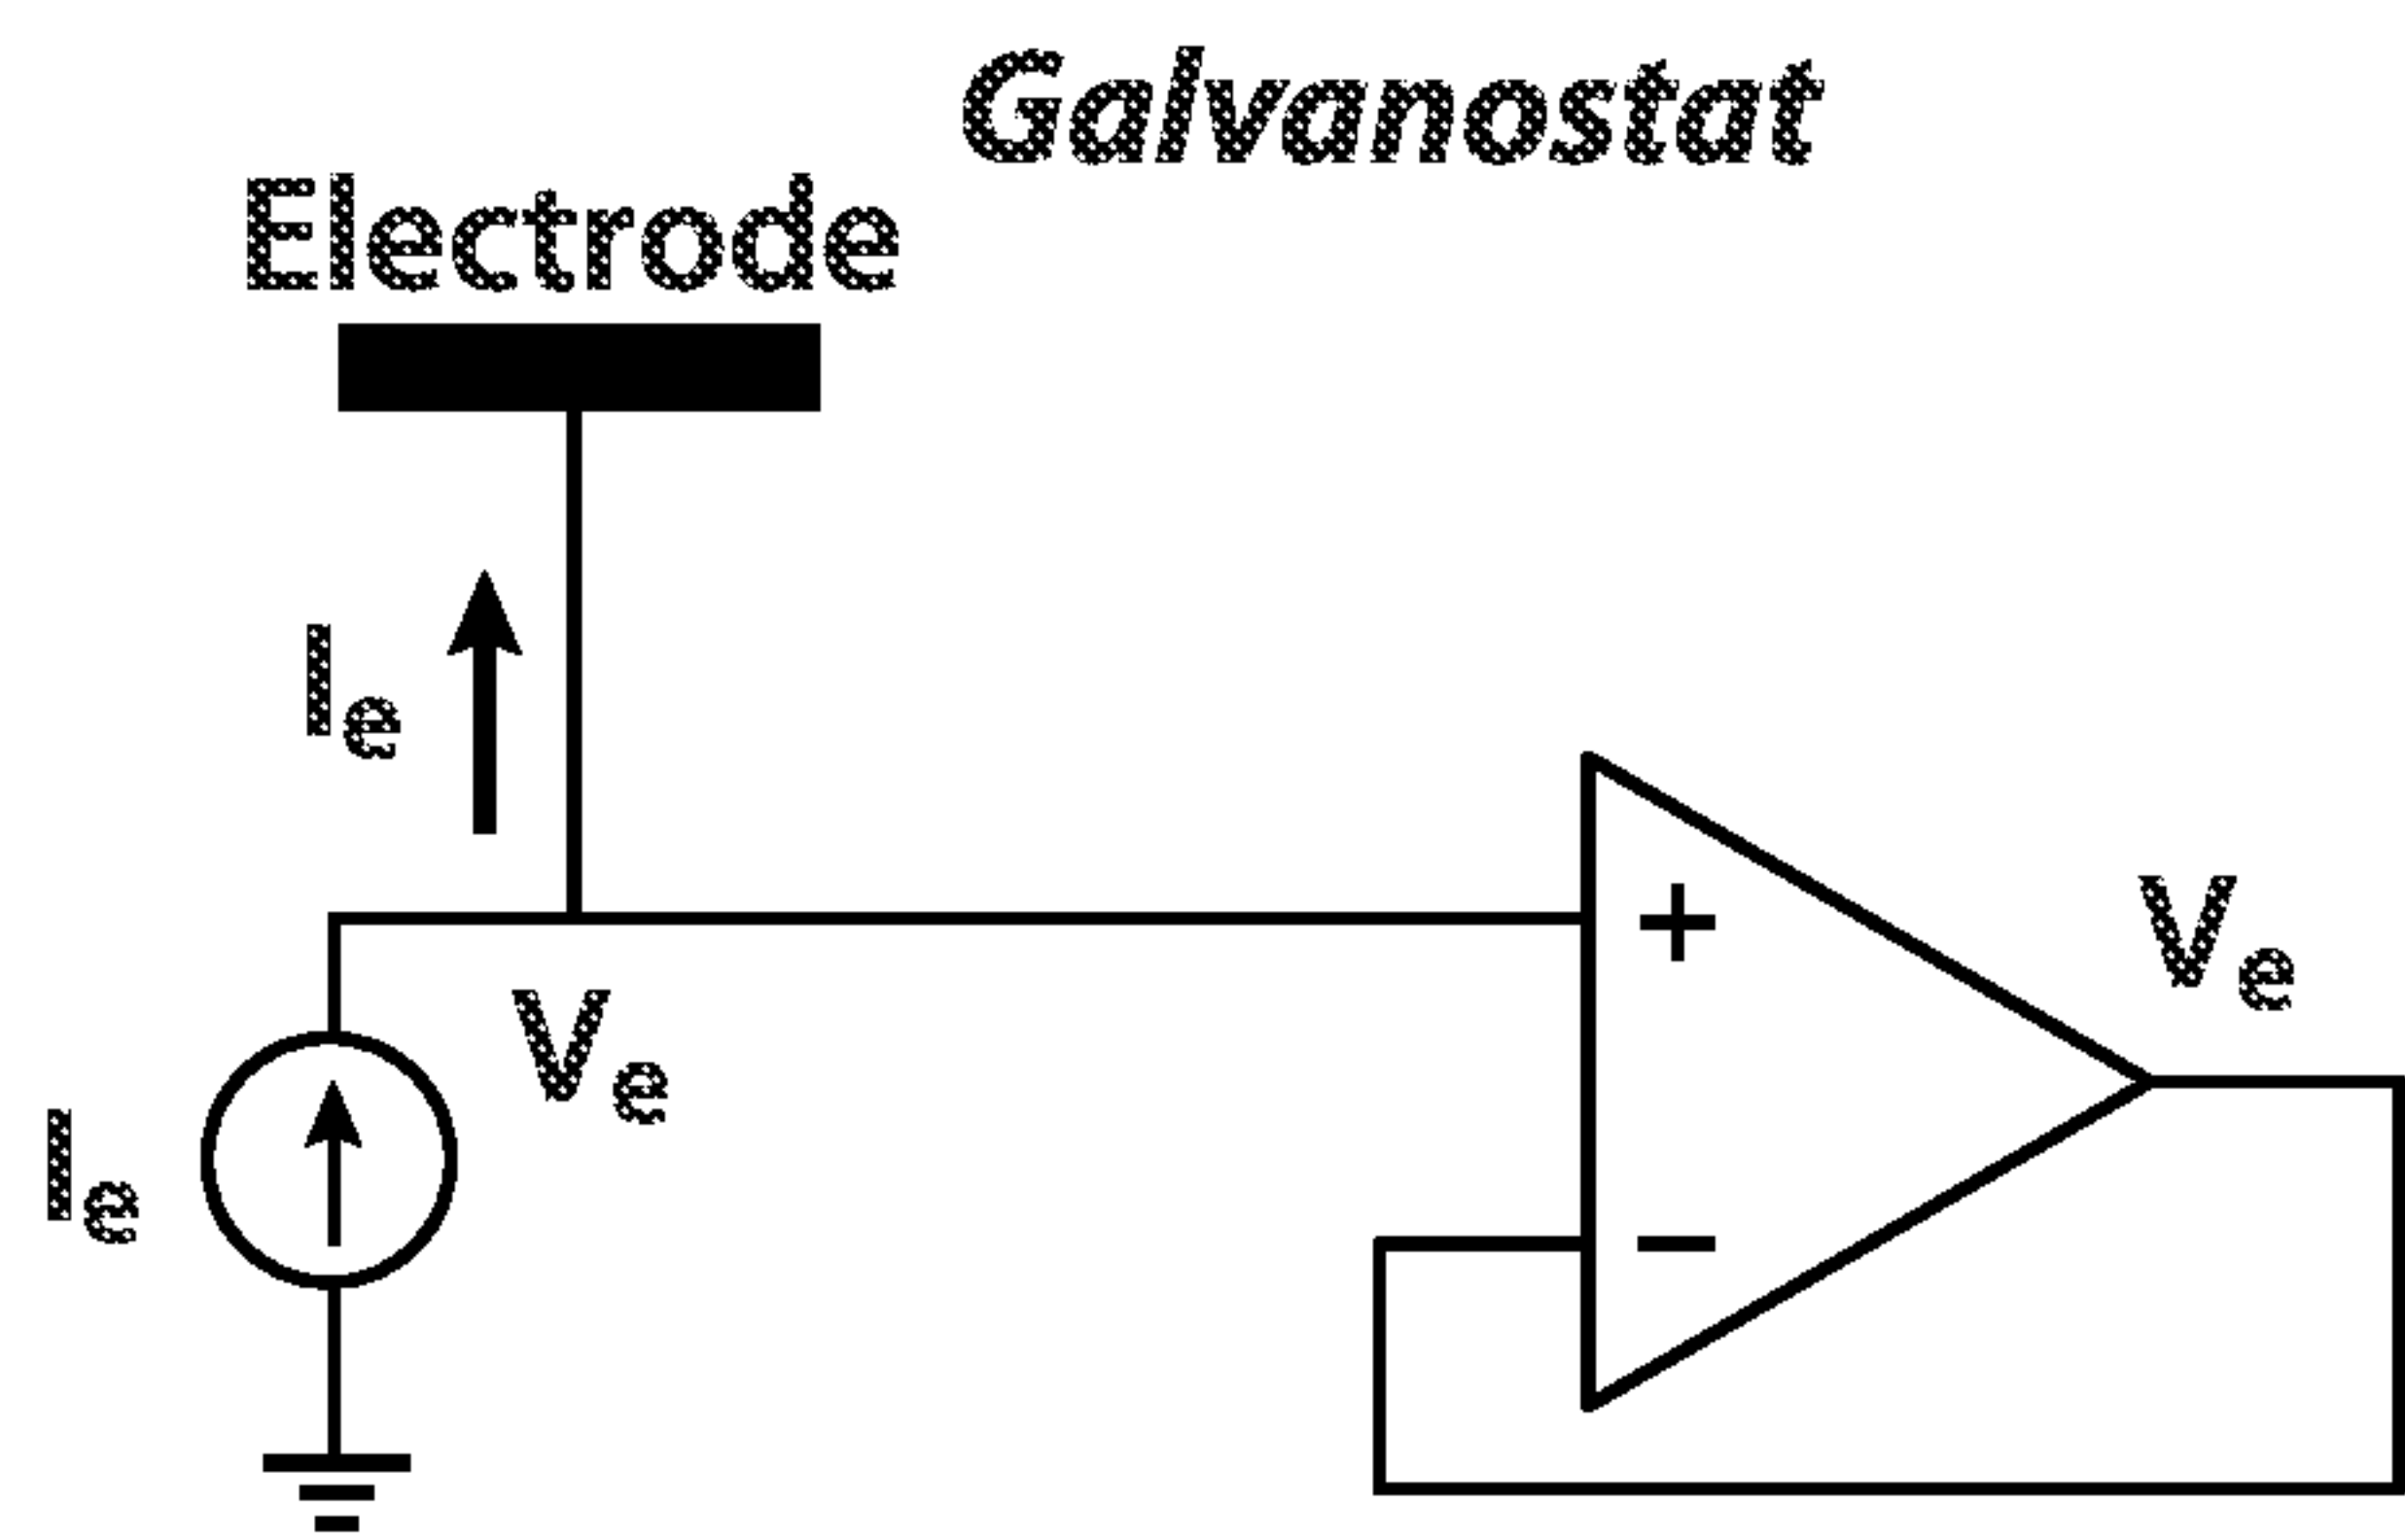 Galvanostat
Electrode
Ie
+
Ve
Ve
Ie
−